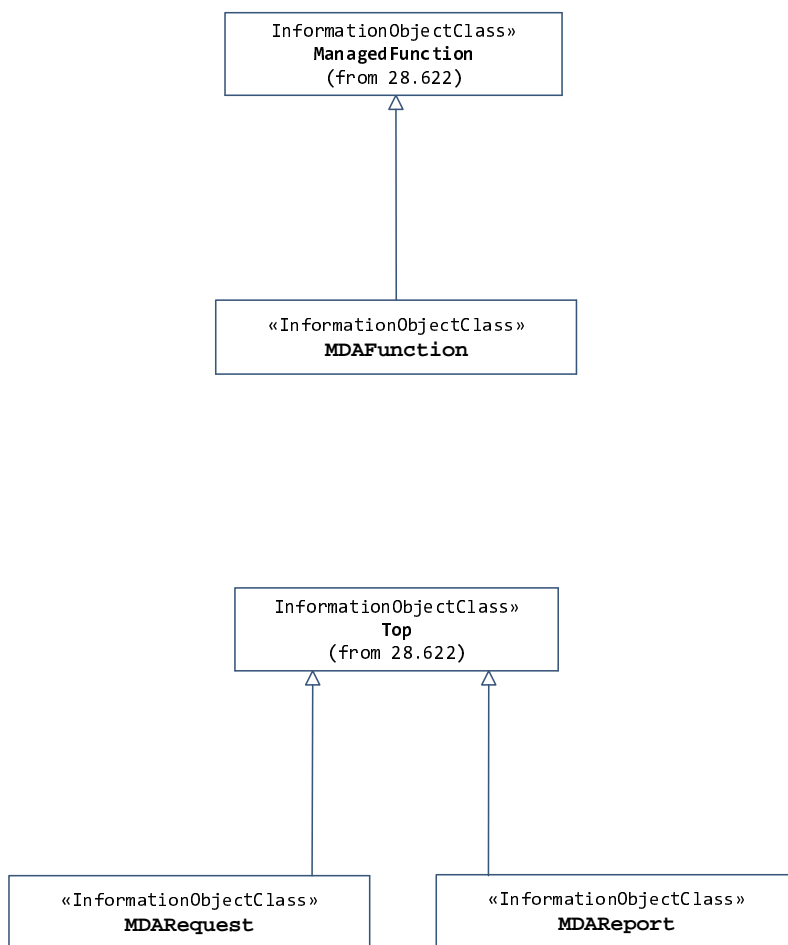 InformationObjectClass»
ManagedFunction
(from 28.622)
«InformationObjectClass»
MDAFunction
InformationObjectClass»
Top
(from 28.622)
«InformationObjectClass»
MDARequest
«InformationObjectClass»
MDAReport